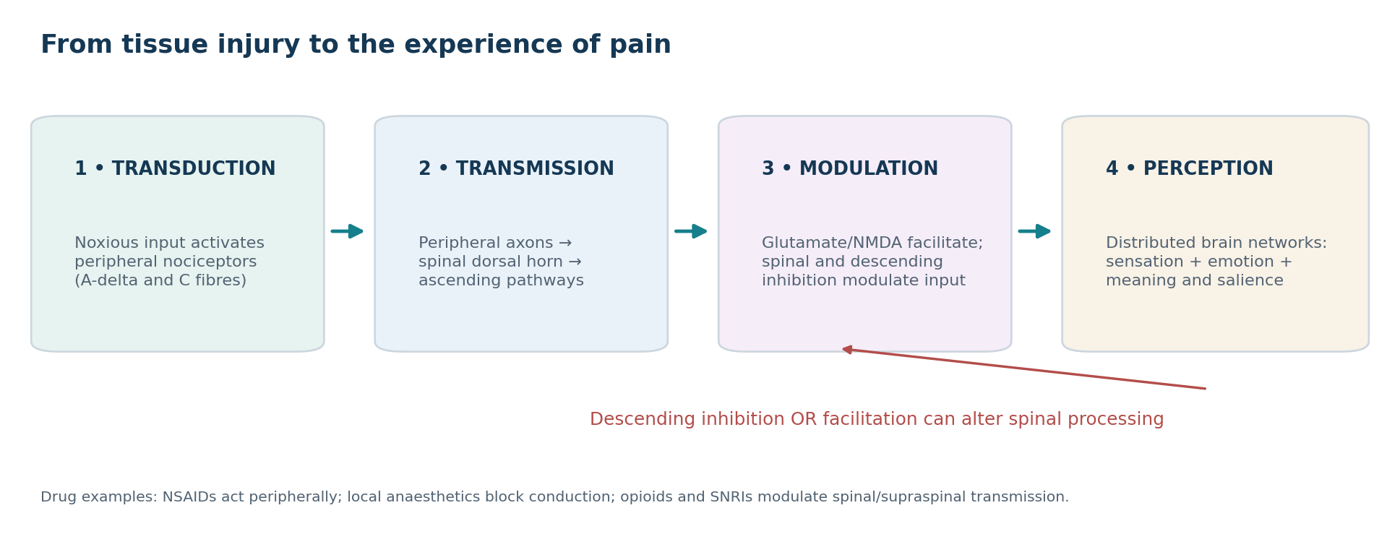 From tissue injury to the experience of pain
1 • TRANSDUCTION
Noxious input activates
peripheral nociceptors
(A-delta and C fibres)
2 • TRANSMISSION
Peripheral axons →
spinal dorsal horn →
ascending pathways
3 • MODULATION
Glutamate/NMDA facilitate;
spinal and descending
inhibition modulate input
4 • PERCEPTION
Distributed brain networks:
sensation + emotion +
meaning and salience
Descending inhibition OR facilitation can alter spinal processing
Drug examples: NSAIDs act peripherally; local anaesthetics block conduction; opioids and SNRIs modulate spinal/supraspinal transmission.